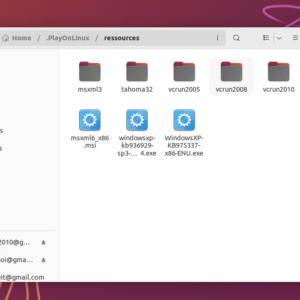 Home / .PlayOnLinux / ressources
msxml3 tahoma32 vcrun2005 vcrun2008 vcrun2010
msxml6_x86 windowsxp- WindowsXP-
.msi kb936929- KB975337-
sp3-... 4.exe x86-ENU.exe
2010@g...
oi@gma...
eit@gmail.com